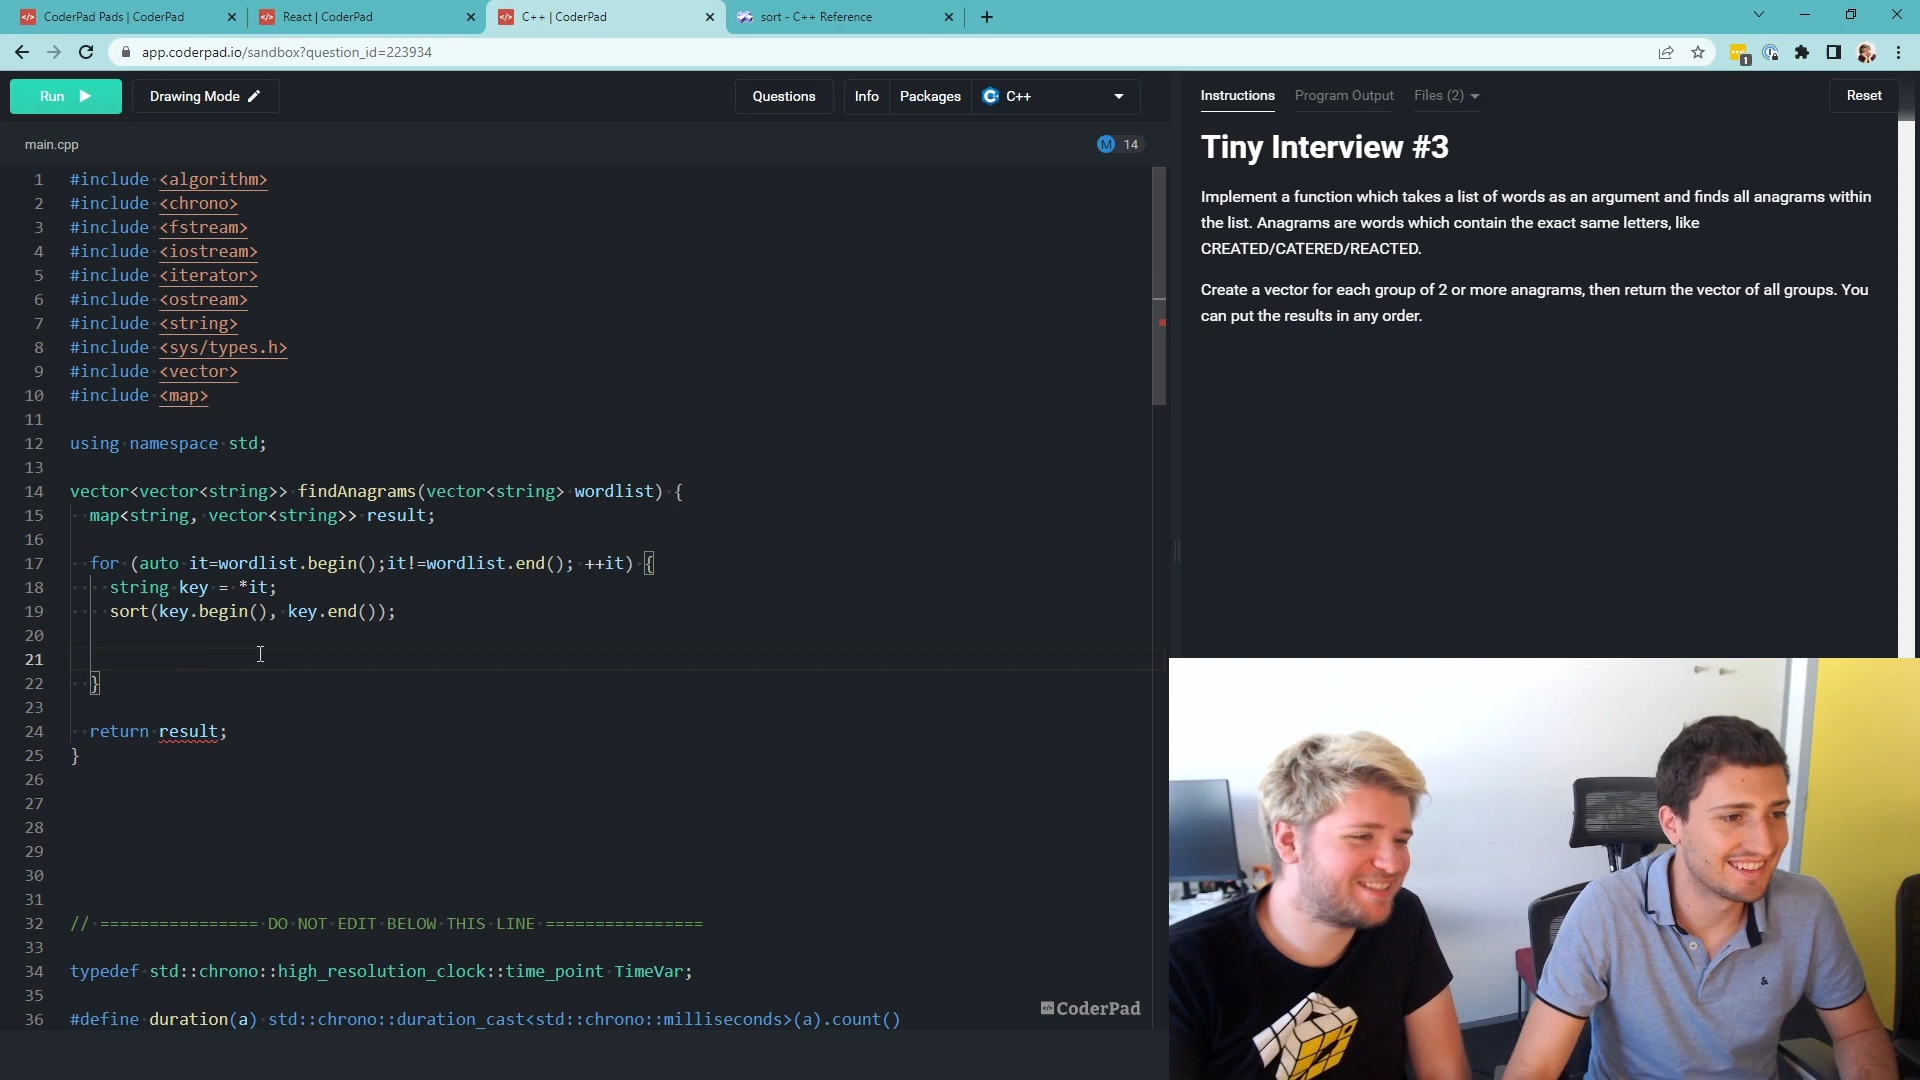 CoderPad Pads | CoderPad
React | CoderPad
C++ | CoderPad
sort - C++ Reference
app.coderpad.io/sandbox?question_id=223934
1
Run
Drawing Mode
Questions
Info
Packages
C++
Instructions
Program Output
Files (2)
Reset
main.cpp
M 14
1 #include <algorithm>
2 #include <chrono>
3 #include <fstream>
4 #include <iostream>
5 #include <iterator>
6 #include <ostream>
7 #include <string>
8 #include <sys/types.h>
9 #include <vector>
10 #include <map>
11
12 using namespace std;
13
14 vector<vector<string>> findAnagrams(vector<string> wordlist) {
15 map<string, vector<string>> result;
16
17 for (auto it=wordlist.begin();it!=wordlist.end(); ++it) {
18 string key = *it;
19 sort(key.begin(), key.end());
20
21
22 }
23
24 return result;
25 }
26
27
28
29
30
31
32 // ================ DO NOT EDIT BELOW THIS LINE ================
33
34 typedef std::chrono::high_resolution_clock::time_point TimeVar;
35
36 #define duration(a) std::chrono::duration_cast<std::chrono::milliseconds>(a).count()
CoderPad
Tiny Interview #3
Implement a function which takes a list of words as an argument and finds all anagrams within
the list. Anagrams are words which contain the exact same letters, like
CREATED/CATERED/REACTED.
Create a vector for each group of 2 or more anagrams, then return the vector of all groups. You
can put the results in any order.